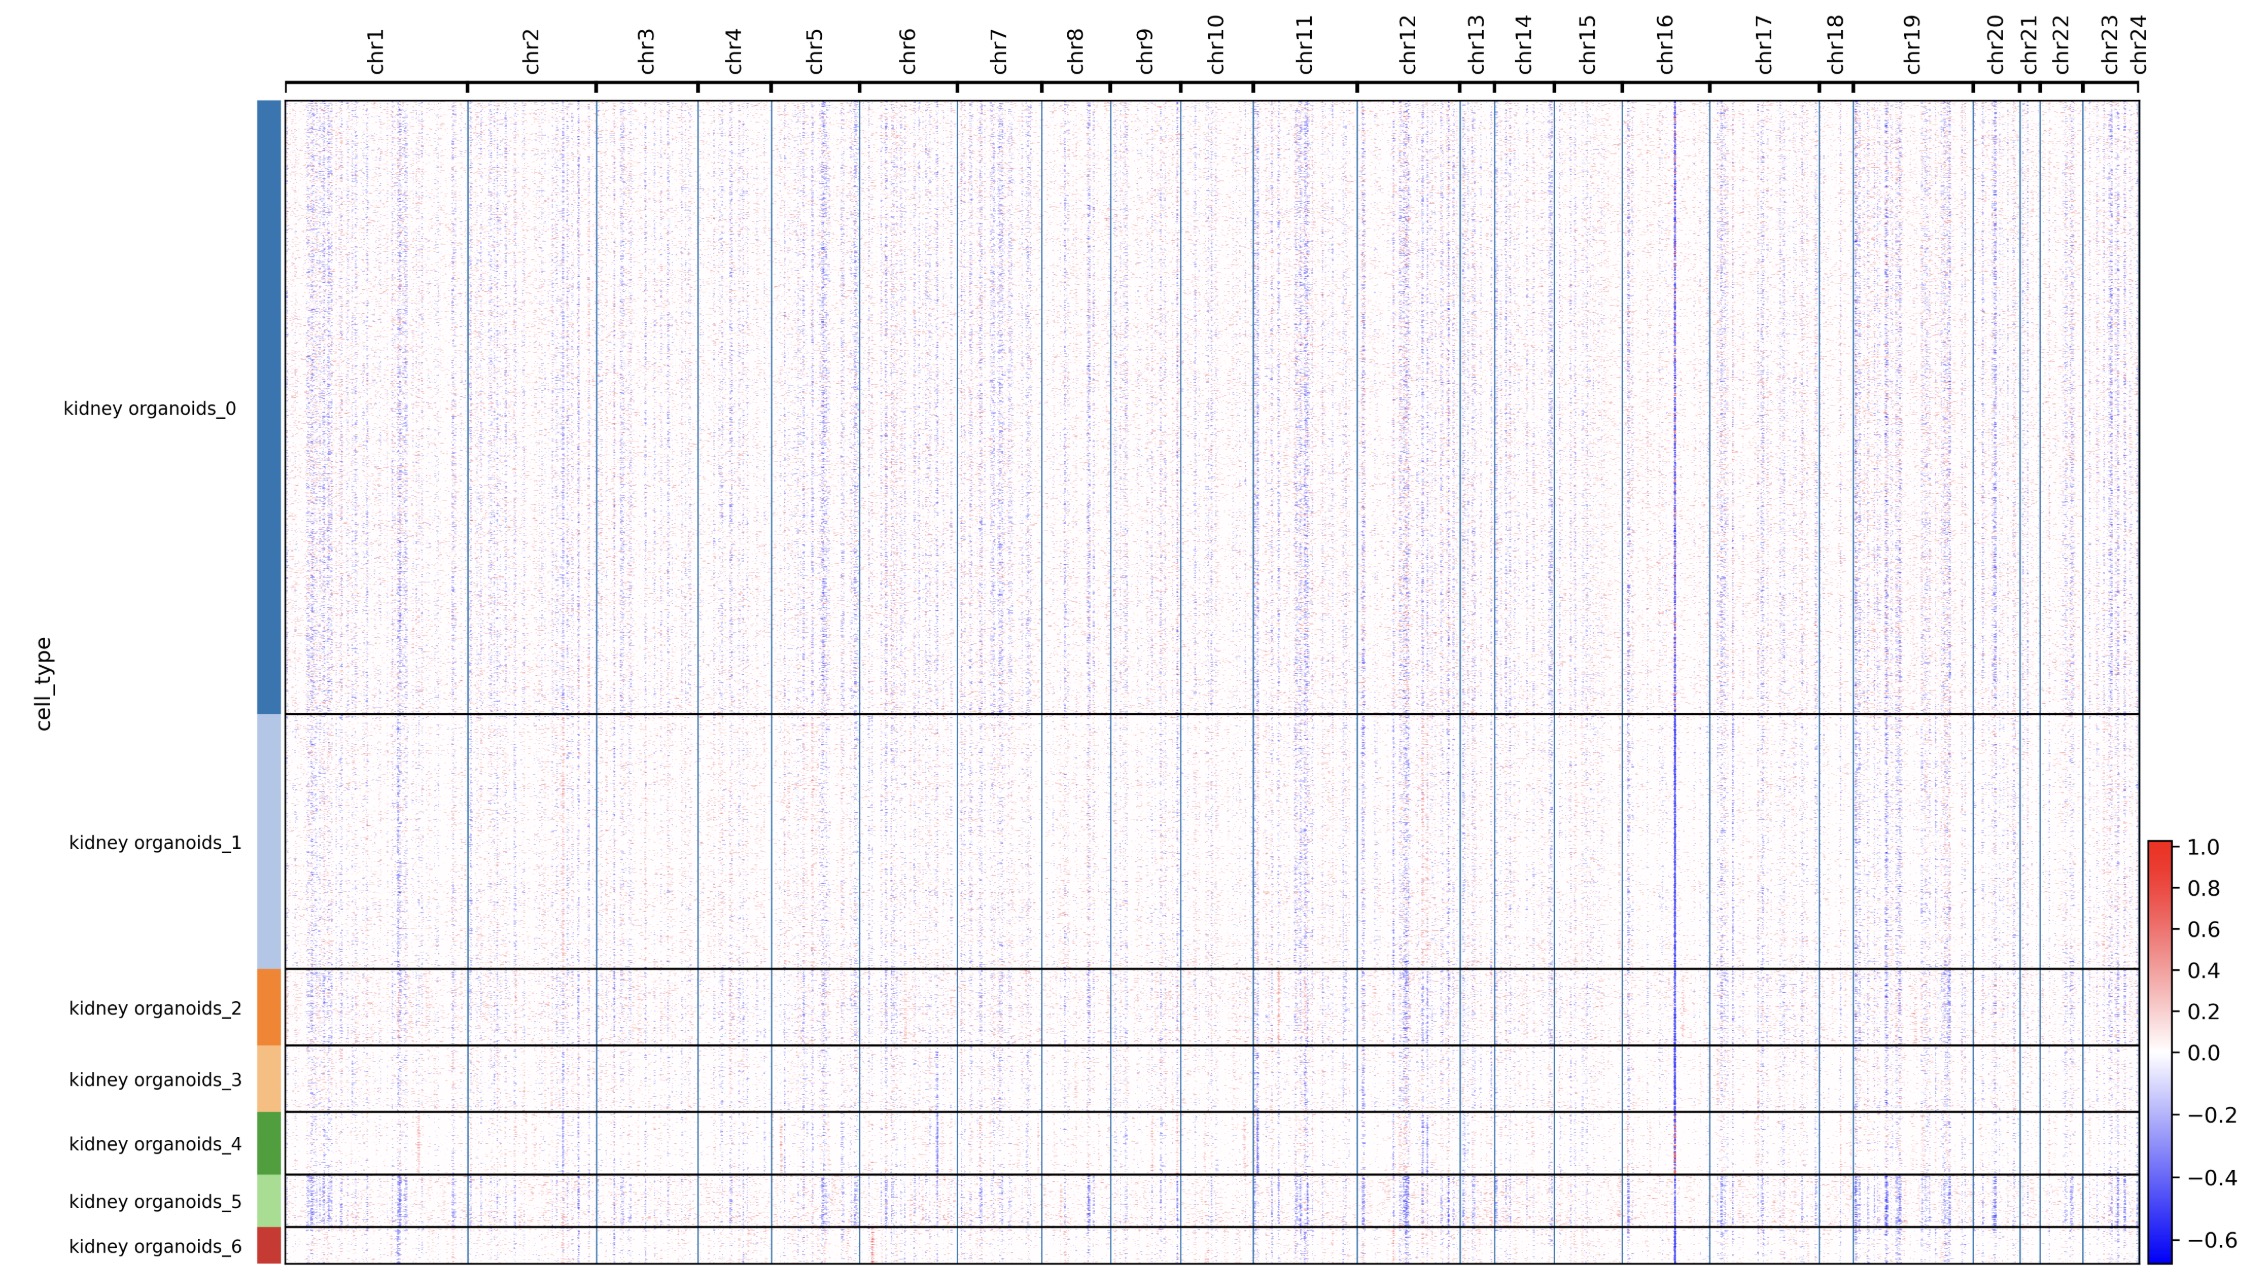 chr1
chr2
chr3
chr4
chr5
chr6
chr7
chr8
chr9
chr10
chr11
chr12
chr13
chr14
chr15
chr16
chr17
chr18
chr19
chr20
chr21
chr22
chr23
chr24
cell_type
kidney organoids_0
kidney organoids_1
kidney organoids_2
kidney organoids_3
kidney organoids_4
kidney organoids_5
kidney organoids_6
1.0
0.8
0.6
0.4
0.2
0.0
−0.2
−0.4
−0.6